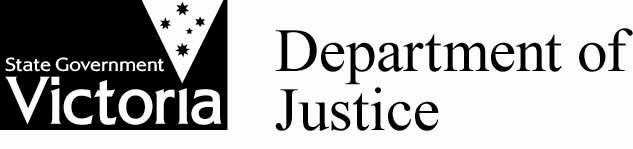 State Government
Victoria
Department of
Justice